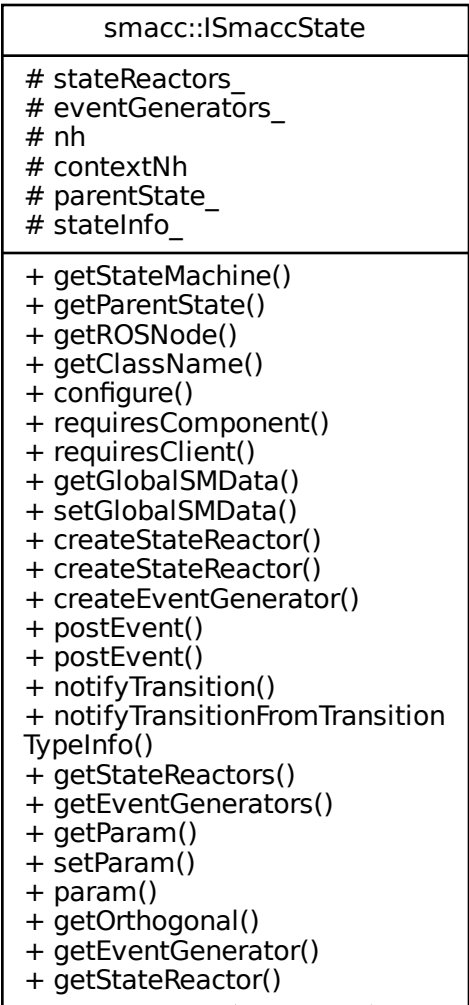 smacc::ISmaccState
# stateReactors_
# eventGenerators_
# nh
# contextNh
# parentState_
# stateInfo_
+ getStateMachine()
+ getParentState()
+ getROSNode()
+ getClassName()
+ configure()
+ requiresComponent()
+ requiresClient()
+ getGlobalSMData()
+ setGlobalSMData()
+ createStateReactor()
+ createStateReactor()
+ createEventGenerator()
+ postEvent()
+ postEvent()
+ notifyTransition()
+ notifyTransitionFromTransition
TypeInfo()
+ getStateReactors()
+ getEventGenerators()
+ getParam()
+ setParam()
+ param()
+ getOrthogonal()
+ getEventGenerator()
+ getStateReactor()